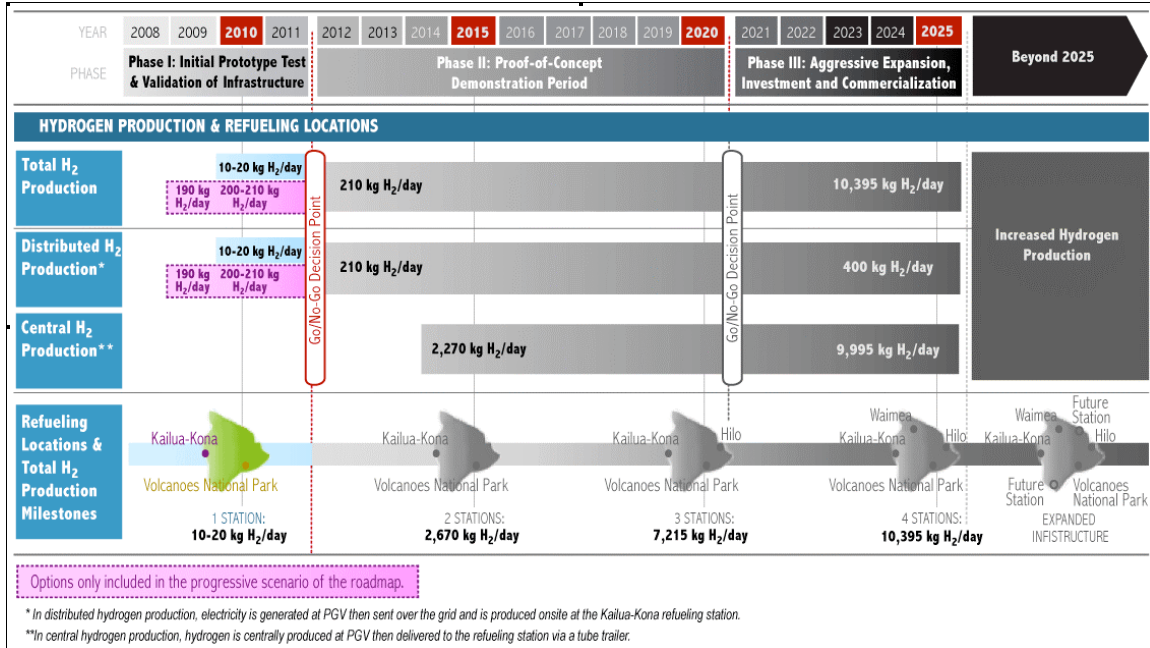 YEAR
2008 2009 2010 2011 2012 2013 2014 2015 2016 2017 2018 2019 2020 2021 2022 2023 2024 2025
Beyond 2025
PHASE
Phase I: Initial Prototype Test
& Validation of Infrastructure
Phase II: Proof-of-Concept
Demonstration Period
Phase III: Aggressive Expansion,
Investment and Commercialization
HYDROGEN PRODUCTION & REFUELING LOCATIONS
Total H2
Production
10-20 kg H2/day
190 kg
H2/day
200-210 kg
H2/day
Go/No-Go Decision Point
210 kg H2/day
Go/No-Go Decision Point
10,395 kg H2/day
Increased Hydrogen
Production
Distributed H2
Production*
10-20 kg H2/day
190 kg
H2/day
200-210 kg
H2/day
210 kg H2/day
400 kg H2/day
Central H2
Production**
2,270 kg H2/day
9,995 kg H2/day
Refueling
Locations &
Total H2
Production
Milestones
Kailua-Kona
Volcanoes National Park
1 STATION:
10-20 kg H2/day
Kailua-Kona
Volcanoes National Park
2 STATIONS:
2,670 kg H2/day
Kailua-Kona
Hilo
Volcanoes National Park
3 STATIONS:
7,215 kg H2/day
Waimea
Kailua-Kona
Hilo
Volcanoes National Park
4 STATIONS:
10,395 kg H2/day
Future
Station
Waimea
Kailua-Kona
Hilo
Future
Station
Volcanoes
National Park
EXPANDED
INFISTRUCTURE
Options only included in the progressive scenario of the roadmap.
* In distributed hydrogen production, electricity is generated at PGV then sent over the grid and is produced onsite at the Kailua-Kona refueling station.
**In central hydrogen production, hydrogen is centrally produced at PGV then delivered to the refueling station via a tube trailer.